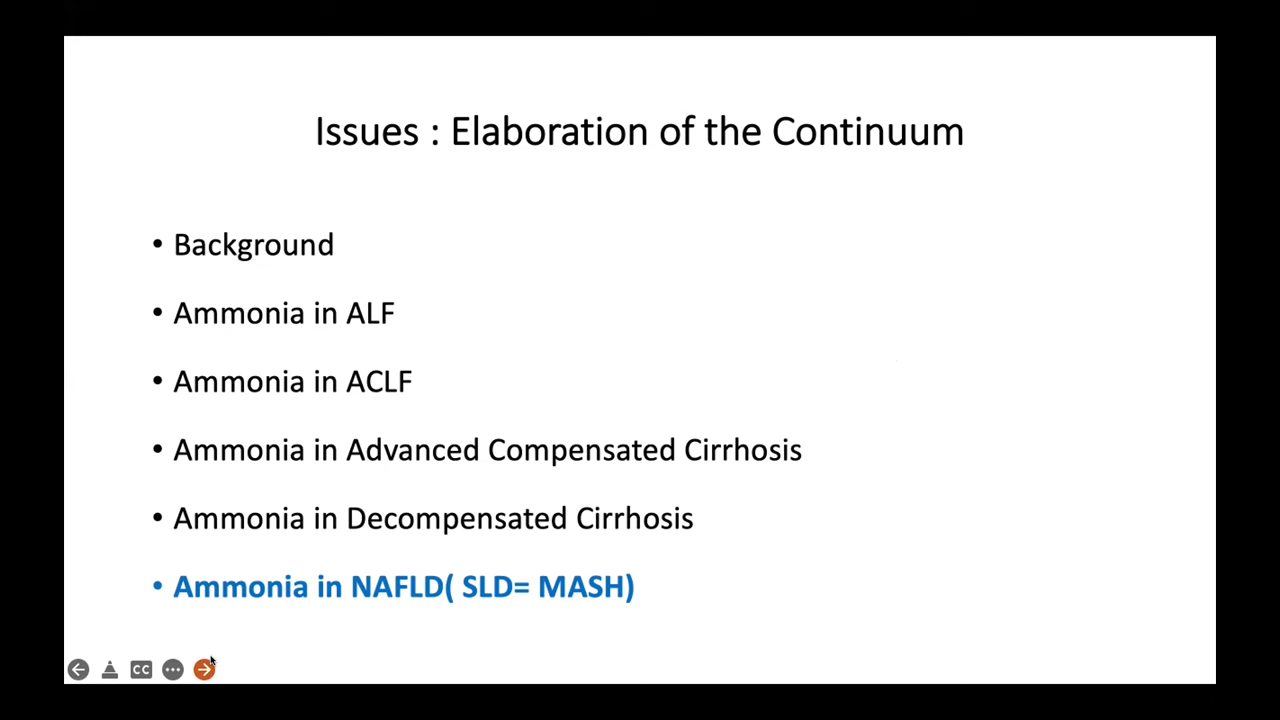 Issues : Elaboration of the Continuum
• Background
• Ammonia in ALF
• Ammonia in ACLF
• Ammonia in Advanced Compensated Cirrhosis
• Ammonia in Decompensated Cirrhosis
• Ammonia in NAFLD( SLD= MASH)
CC